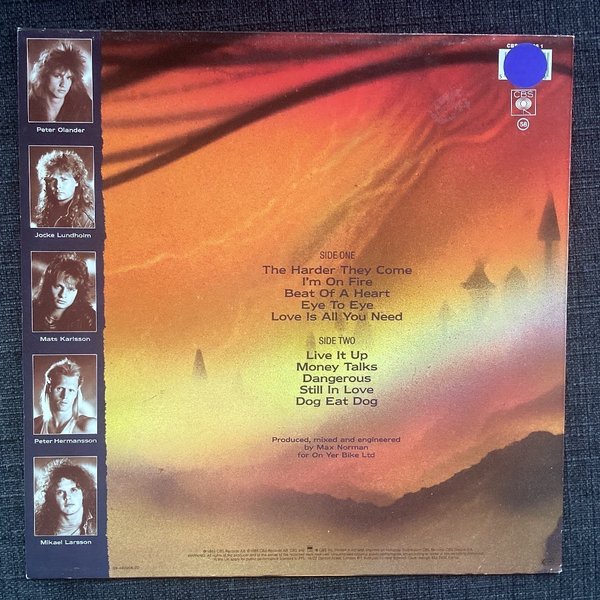 Peter Olander
Jocke Lundholm
Mats Karlsson
Peter Hermansson
Mikael Larsson
CBS
CBS
58
SIDE ONE
The Harder They Come
I'm On Fire
Beat Of A Heart
Eye To Eye
Love Is All You Need
SIDE TWO
Live It Up
Money Talks
Dangerous
Still In Love
Dog Eat Dog
Produced, mixed and engineered
by Max Norman
for On Yer Bike Ltd